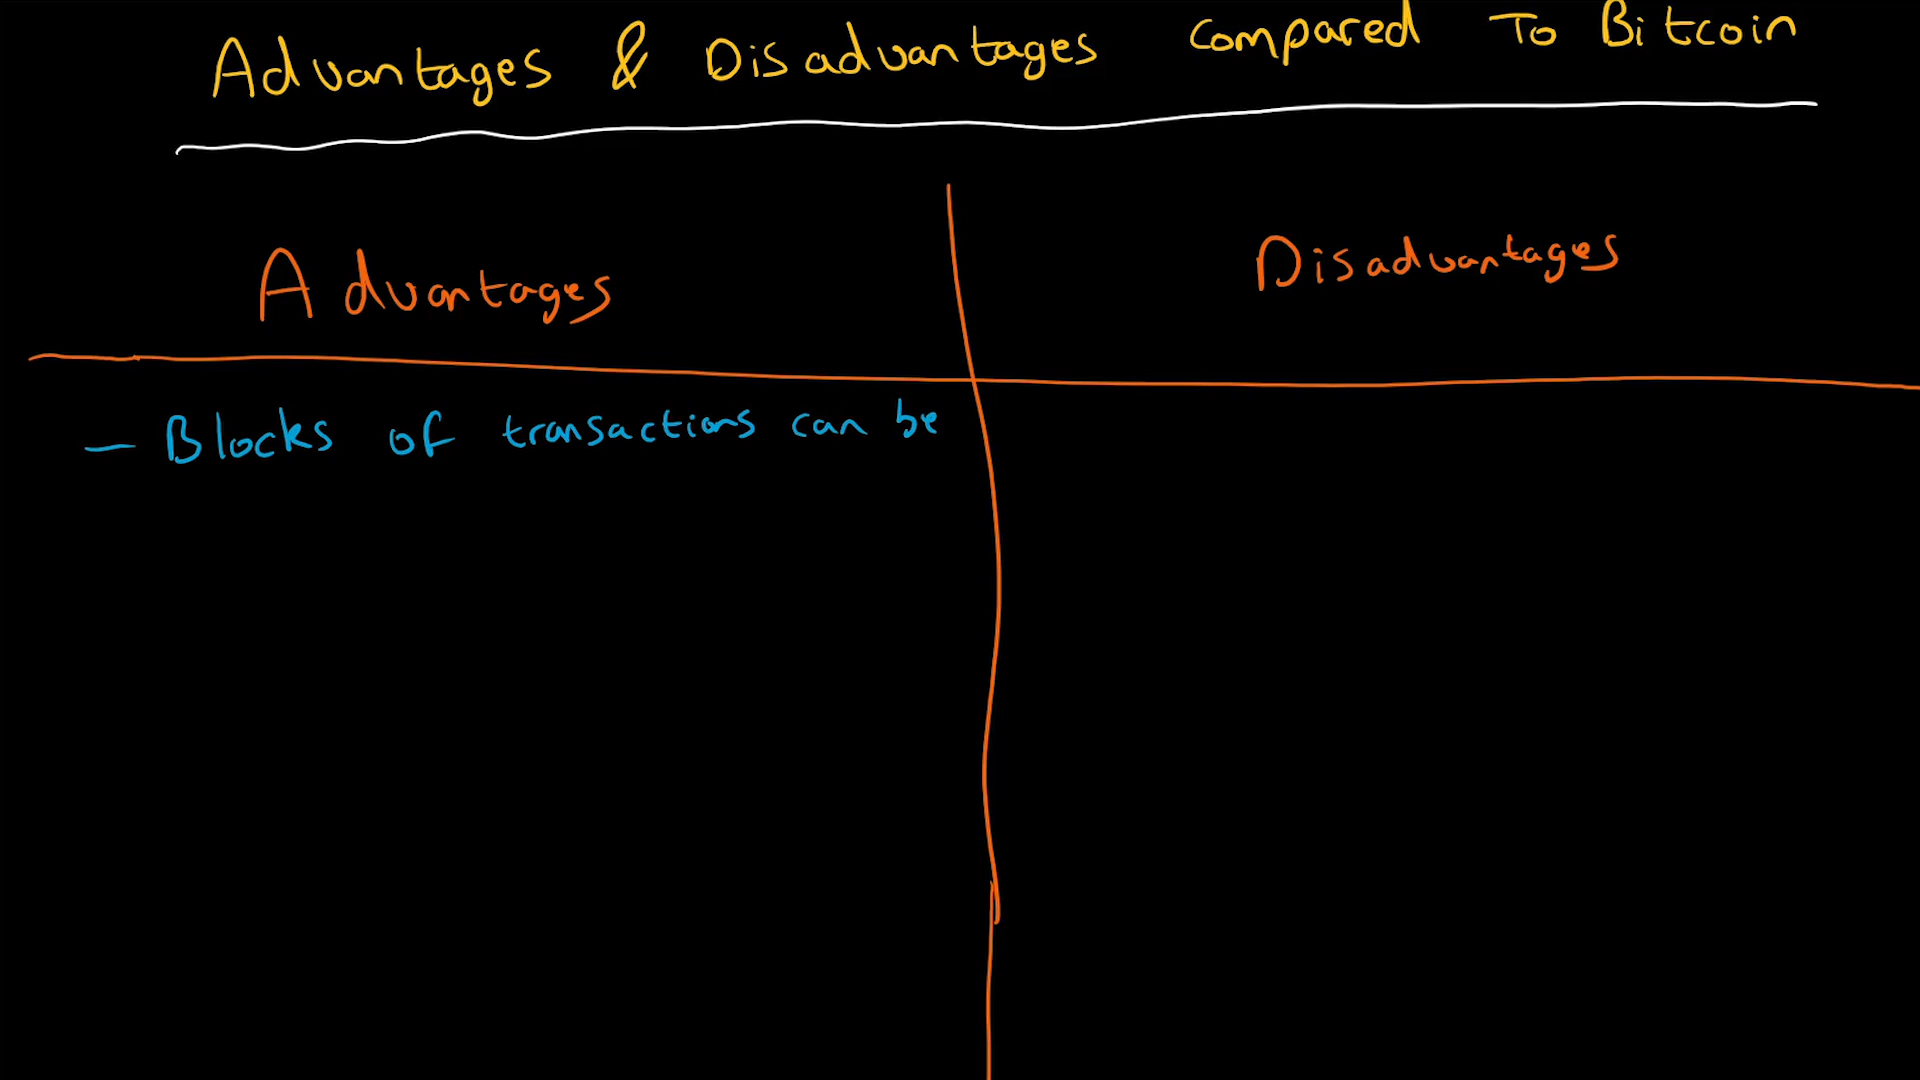 Advantages & Disadvantages compared To Bitcoin
Advantages
Disadvantages
- Blocks of transactions can be